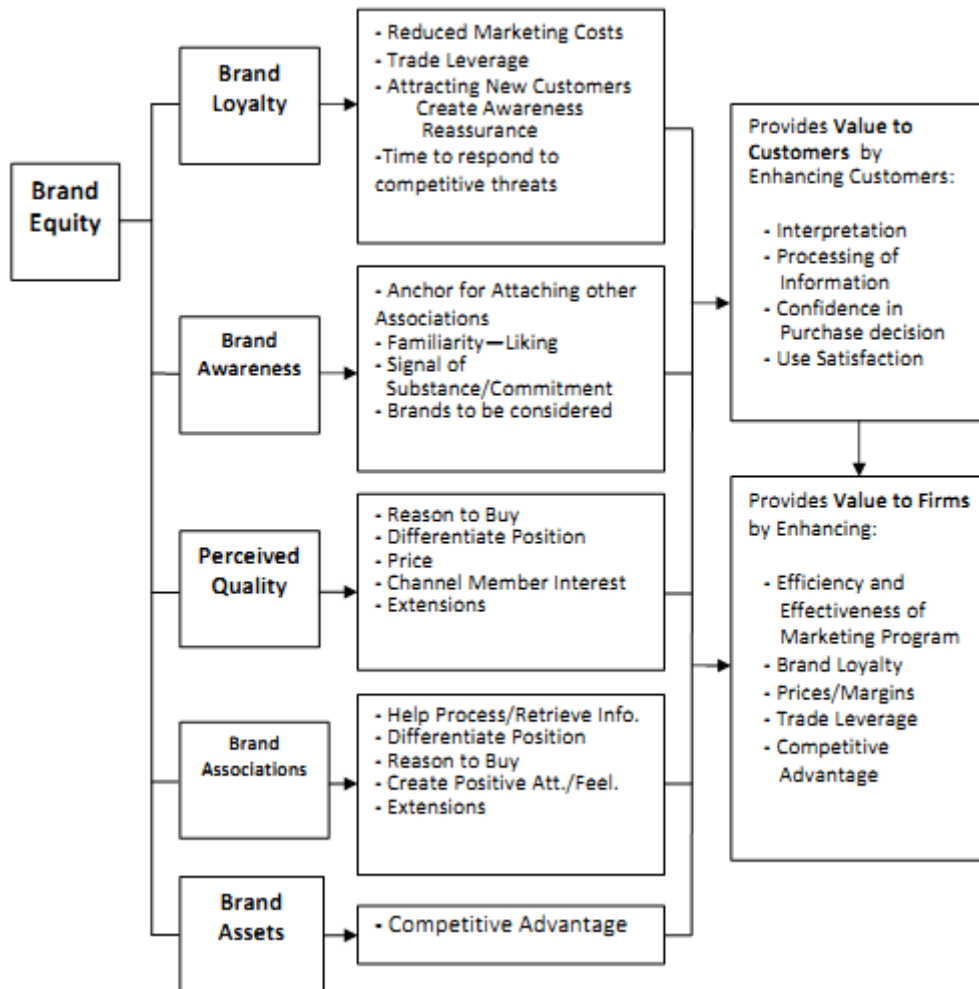 Brand
Equity
Brand
Loyalty
- Reduced Marketing Costs
- Trade Leverage
- Attracting New Customers
Create Awareness
Reassurance
-Time to respond to
competitive threats
Brand
Awareness
- Anchor for Attaching other
Associations
- Familiarity—Liking
- Signal of
Substance/Commitment
- Brands to be considered
Perceived
Quality
- Reason to Buy
- Differentiate Position
- Price
- Channel Member Interest
- Extensions
Brand
Associations
- Help Process/Retrieve Info.
- Differentiate Position
- Reason to Buy
- Create Positive Att./Feel.
- Extensions
Brand
Assets
- Competitive Advantage
Provides Value to
Customers by
Enhancing Customers:
- Interpretation
- Processing of
Information
- Confidence in
Purchase decision
- Use Satisfaction
Provides Value to Firms
by Enhancing:
- Efficiency and
Effectiveness of
Marketing Program
- Brand Loyalty
- Prices/Margins
- Trade Leverage
- Competitive
Advantage